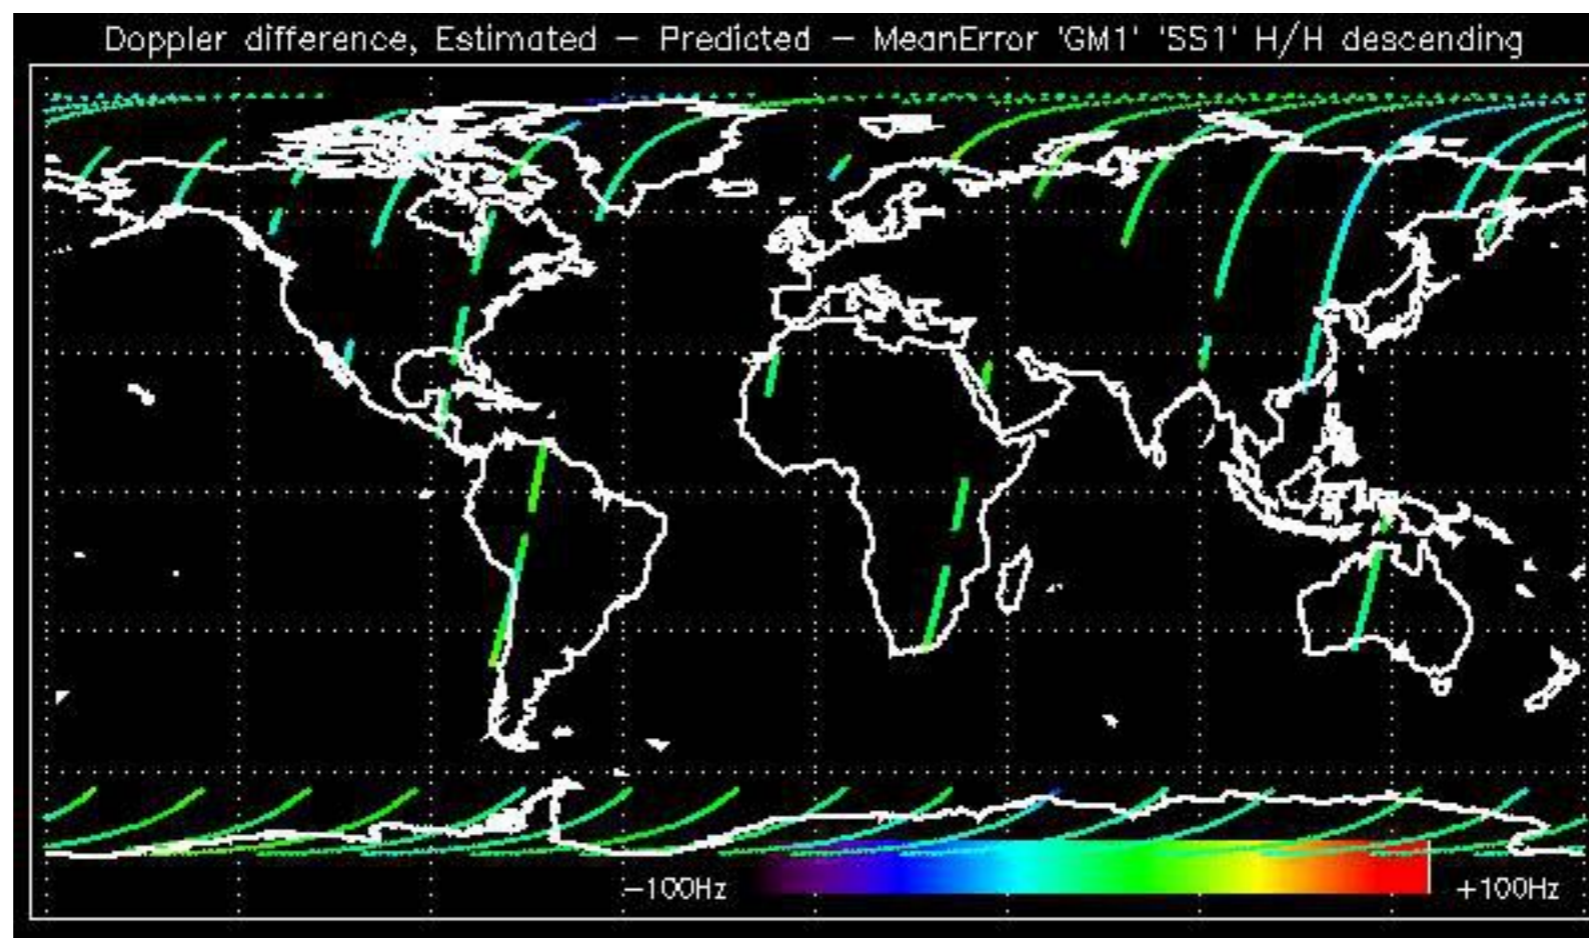 Doppler difference, Estimated – Predicted – MeanError 'GM1' 'SS1' H/H descending
–100Hz +100Hz